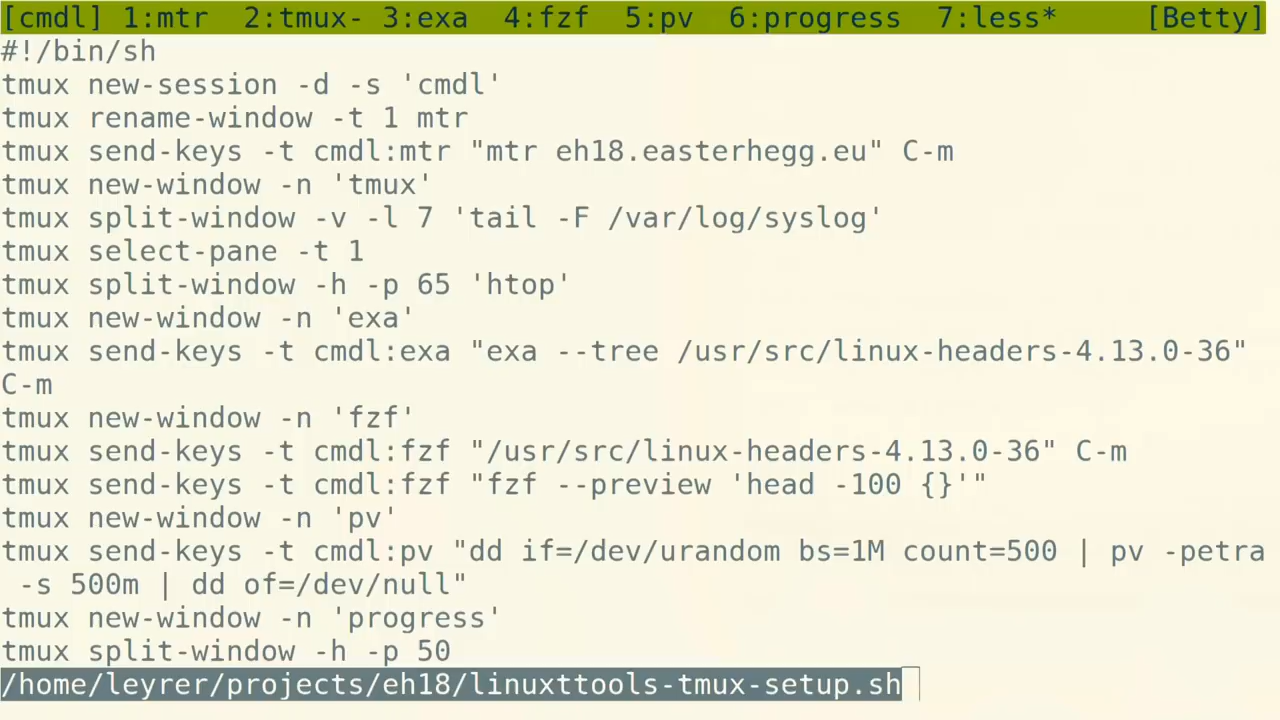 [cmdl] 1:mtr  2:tmux- 3:exa  4:fzf  5:pv  6:progress  7:less*     [Betty]
#!/bin/sh
tmux new-session -d -s 'cmdl'
tmux rename-window -t 1 mtr
tmux send-keys -t cmdl:mtr "mtr eh18.easterhegg.eu" C-m
tmux new-window -n 'tmux'
tmux split-window -v -l 7 'tail -F /var/log/syslog'
tmux select-pane -t 1
tmux split-window -h -p 65 'htop'
tmux new-window -n 'exa'
tmux send-keys -t cmdl:exa "exa --tree /usr/src/linux-headers-4.13.0-36"
C-m
tmux new-window -n 'fzf'
tmux send-keys -t cmdl:fzf "/usr/src/linux-headers-4.13.0-36" C-m
tmux send-keys -t cmdl:fzf "fzf --preview 'head -100 {}'"
tmux new-window -n 'pv'
tmux send-keys -t cmdl:pv "dd if=/dev/urandom bs=1M count=500 | pv -petra
 -s 500m | dd of=/dev/null"
tmux new-window -n 'progress'
tmux split-window -h -p 50
/home/leyrer/projects/eh18/linuxttools-tmux-setup.sh